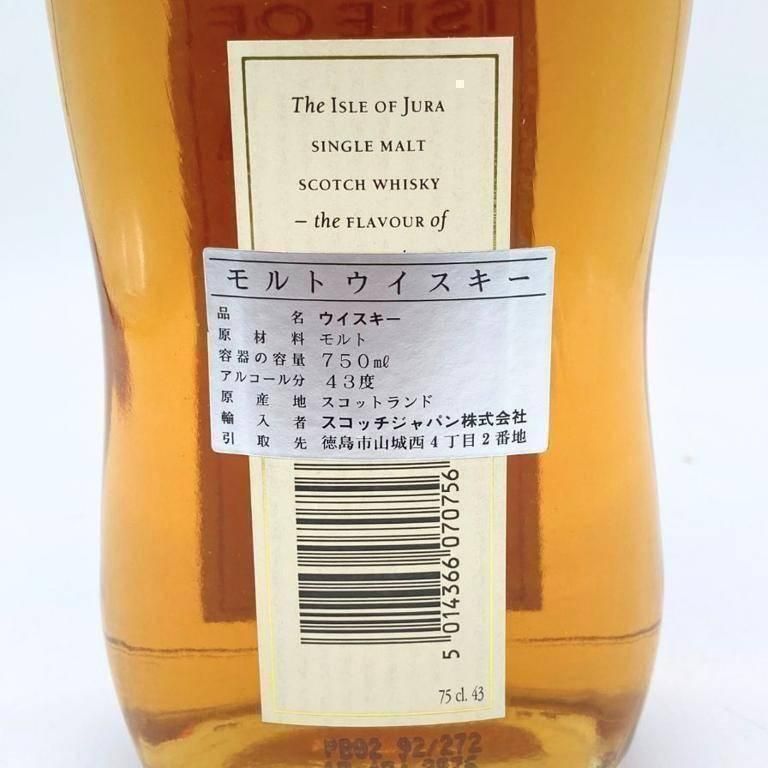 ISLE OF
The ISLE OF JURA
SINGLE MALT
SCOTCH WHISKY
– the FLAVOUR of
モルトウイスキー
品名 ウイスキー
原材料 モルト
容器の容量 750ml
アルコール分 43度
原産地 スコットランド
輸入者 スコッチジャパン株式会社
引取先 徳島市山城西4丁目2番地
5 014366 070756
75 cl. 43
92/272